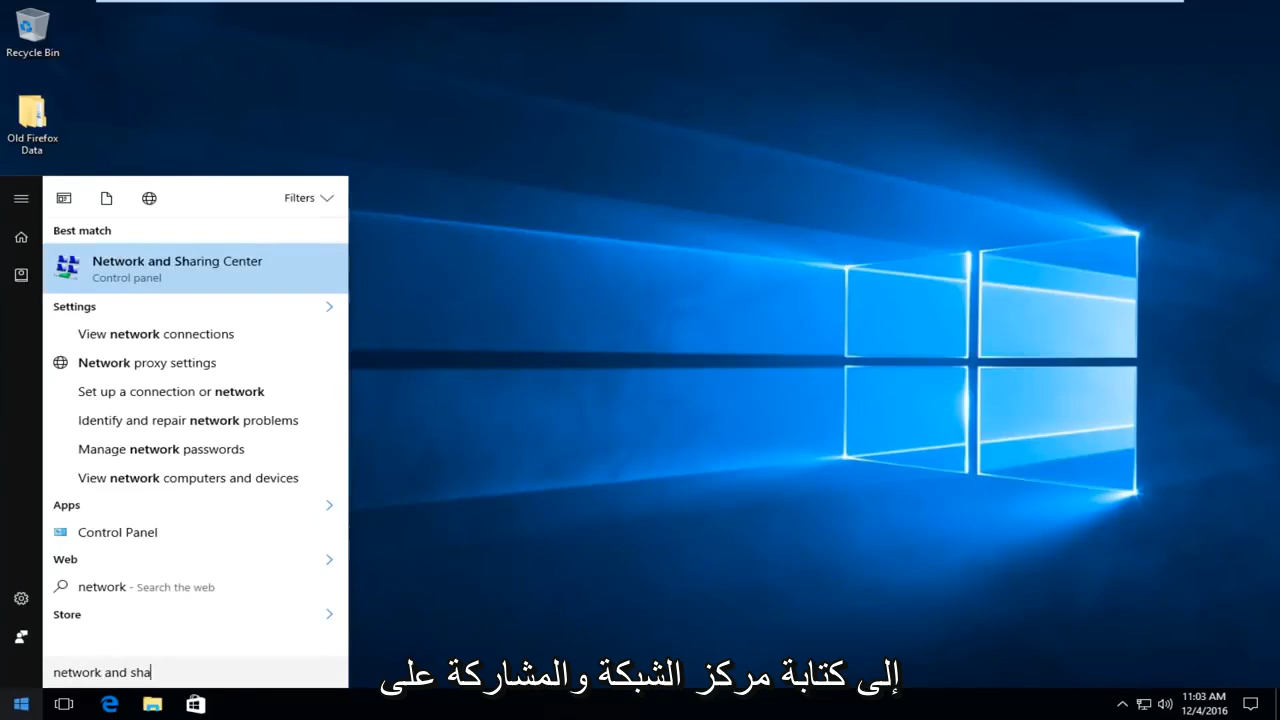 Recycle Bin
Old Firefox
Data
Filters
Best match
Network and Sharing Center
Control panel
Settings
View network connections
Network proxy settings
Set up a connection or network
Identify and repair network problems
Manage network passwords
View network computers and devices
Apps
Control Panel
Web
network - Search the web
Store
network and sha
إلى كتابة مركز الشبكة والمشاركة على
11:03 AM
12/4/2016